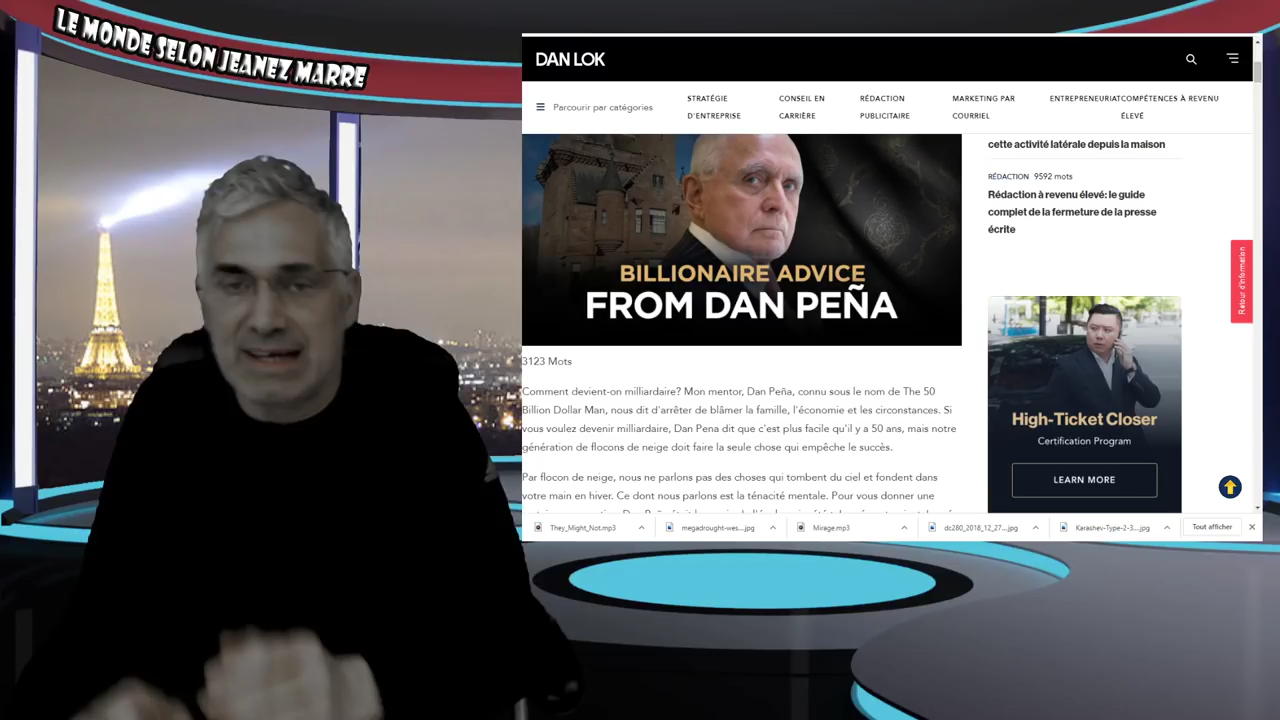 LE MONDE SELON JEANEZ MARRE
DAN LOK
Parcourir par catégories
STRATÉGIE
D'ENTREPRISE
CONSEIL EN
CARRIÈRE
RÉDACTION
PUBLICITAIRE
MARKETING PAR
COURRIEL
ENTREPRENEURIATCOMPÉTENCES À REVENU
ÉLEVÉ
BILLIONAIRE ADVICE
FROM DAN PEÑA
3123 Mots
Comment devient-on milliardaire? Mon mentor, Dan Peña, connu sous le nom de The 50
Billion Dollar Man, nous dit d'arrêter de blâmer la famille, l'économie et les circonstances. Si
vous voulez devenir milliardaire, Dan Pena dit que c'est plus facile qu'il y a 50 ans, mais notre
génération de flocons de neige doit faire la seule chose qui empêche le succès.
Par flocon de neige, nous ne parlons pas des choses qui tombent du ciel et fondent dans
votre main en hiver. Ce dont nous parlons est la ténacité mentale. Pour vous donner une
cette activité latérale depuis la maison
RÉDACTION 9592 mots
Rédaction à revenu élevé: le guide
complet de la fermeture de la presse
écrite
High-Ticket Closer
Certification Program
LEARN MORE
Retour d'information
They_Might_Not.mp3
megadrought-wes....jpg
Mirage.mp3
dc280_2018_12_27....jpg
Karashev-Type-2-3....jpg
Tout afficher